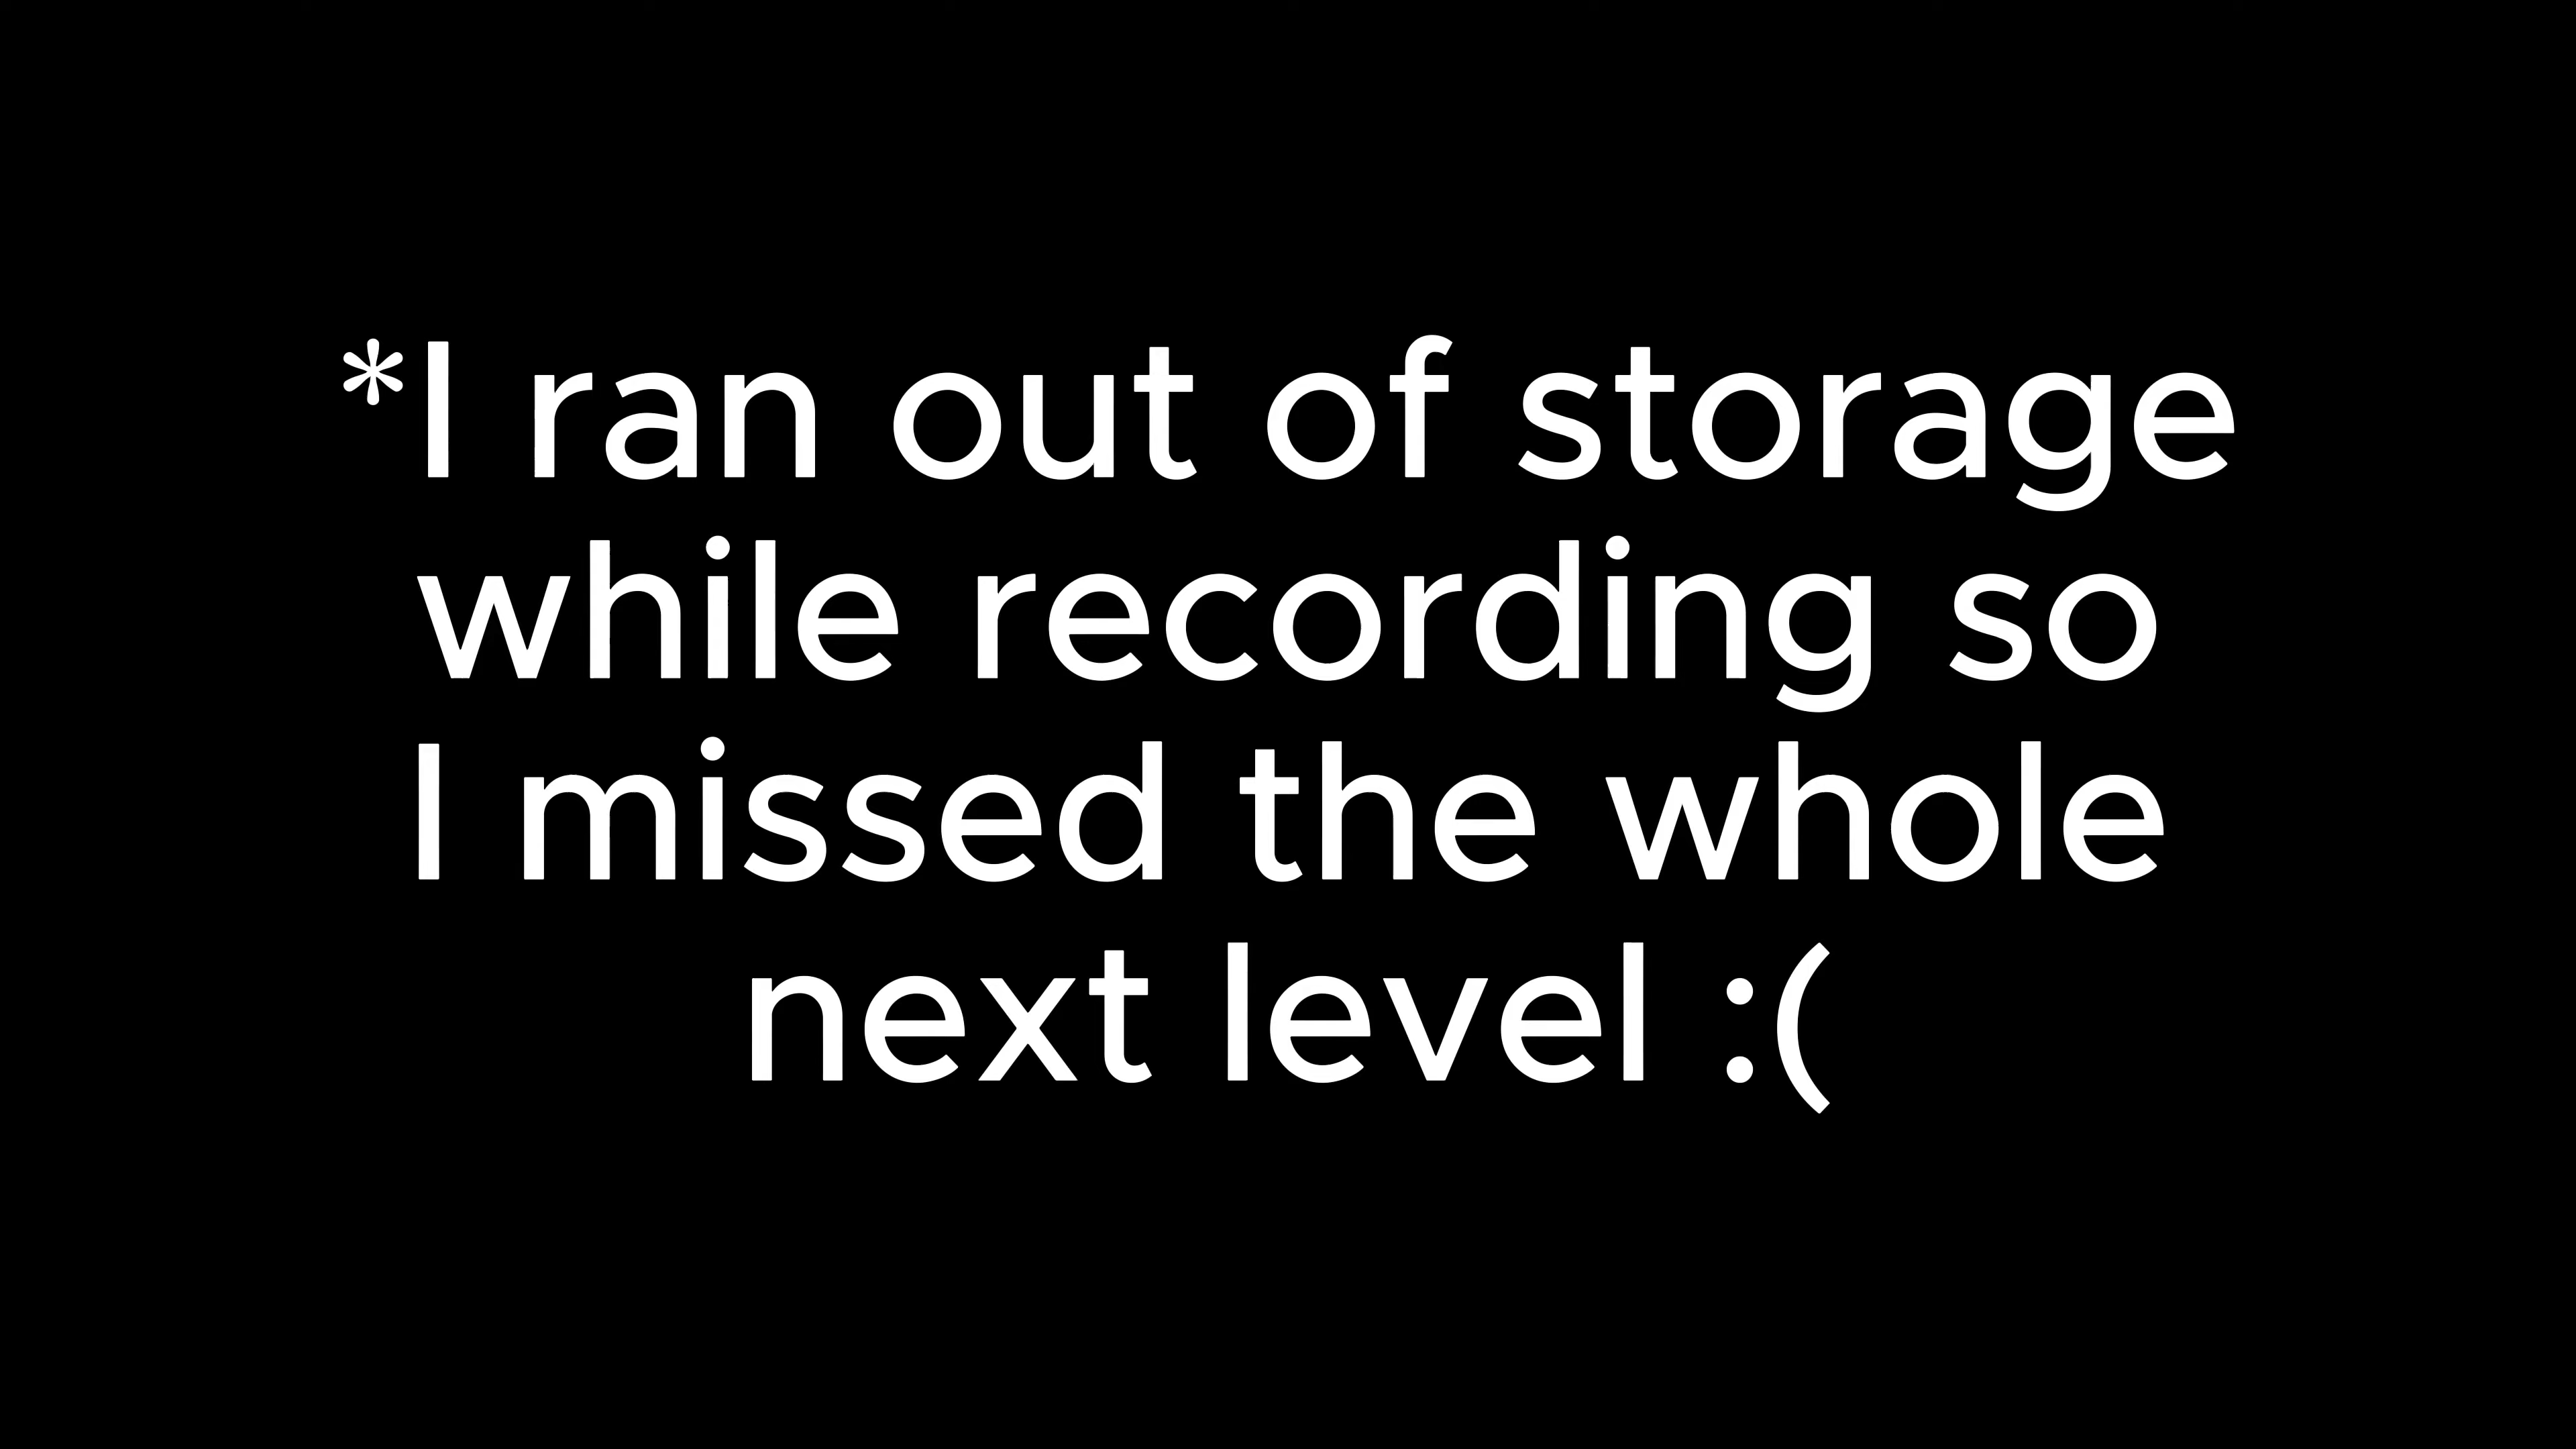 *I ran out of storage
while recording so
I missed the whole
next level :(